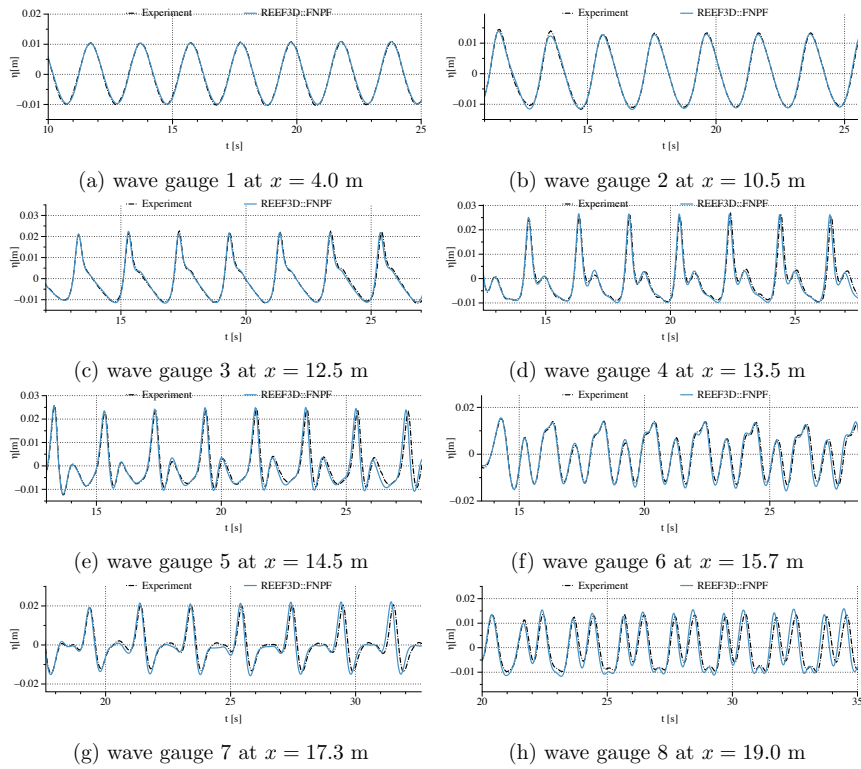 Experiment REEF3D::FNPF
0.02
0.01
0
−0.01
η[m]
10 15 20 25
t [s]
(a) wave gauge 1 at x = 4.0 m
Experiment REEF3D::FNPF
0.01
0
−0.01
η[m]
15 20 25
t [s]
(b) wave gauge 2 at x = 10.5 m
Experiment REEF3D::FNPF
0.03
0.02
0.01
0
−0.01
η[m]
15 20 25
t [s]
(c) wave gauge 3 at x = 12.5 m
Experiment REEF3D::FNPF
0.03
0.02
0.01
0
−0.01
η[m]
15 20 25
t [s]
(d) wave gauge 4 at x = 13.5 m
Experiment REEF3D::FNPF
0.03
0.02
0.01
0
−0.01
η[m]
15 20 25
t [s]
(e) wave gauge 5 at x = 14.5 m
Experiment REEF3D::FNPF
0.02
0
−0.02
η[m]
15 20 25
t [s]
(f) wave gauge 6 at x = 15.7 m
Experiment REEF3D::FNPF
0.02
0
−0.02
η[m]
20 25 30
t [s]
(g) wave gauge 7 at x = 17.3 m
Experiment REEF3D::FNPF
0.02
0.01
0
−0.01
η[m]
20 25 30 35
t [s]
(h) wave gauge 8 at x = 19.0 m